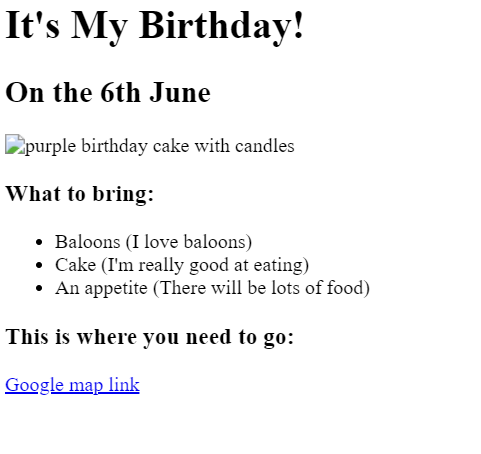 It's My Birthday!
On the 6th June
purple birthday cake with candles
What to bring:
Baloons (I love baloons)
Cake (I'm really good at eating)
An appetite (There will be lots of food)
This is where you need to go:
Google map link